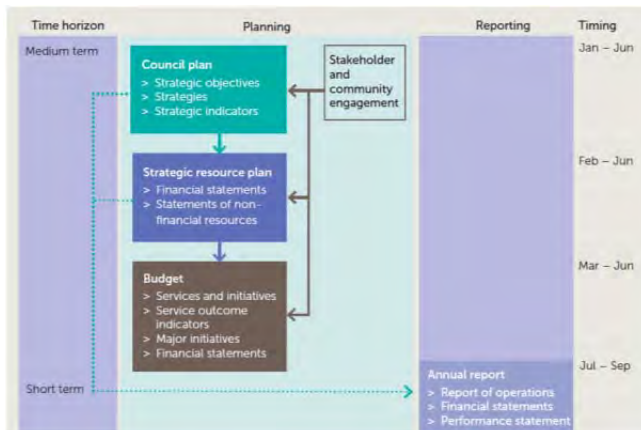 Time horizon
Planning
Reporting
Timing
Medium term
Jan – Jun
Council plan
> Strategic objectives
> Strategies
> Strategic indicators
Stakeholder
and
community
engagement
Feb – Jun
Strategic resource plan
> Financial statements
> Statements of non-
financial resources
Mar – Jun
Budget
> Services and initiatives
> Service outcome
indicators
> Major initiatives
> Financial statements
Jul – Sep
Short term
Annual report
> Report of operations
> Financial statements
> Performance statement